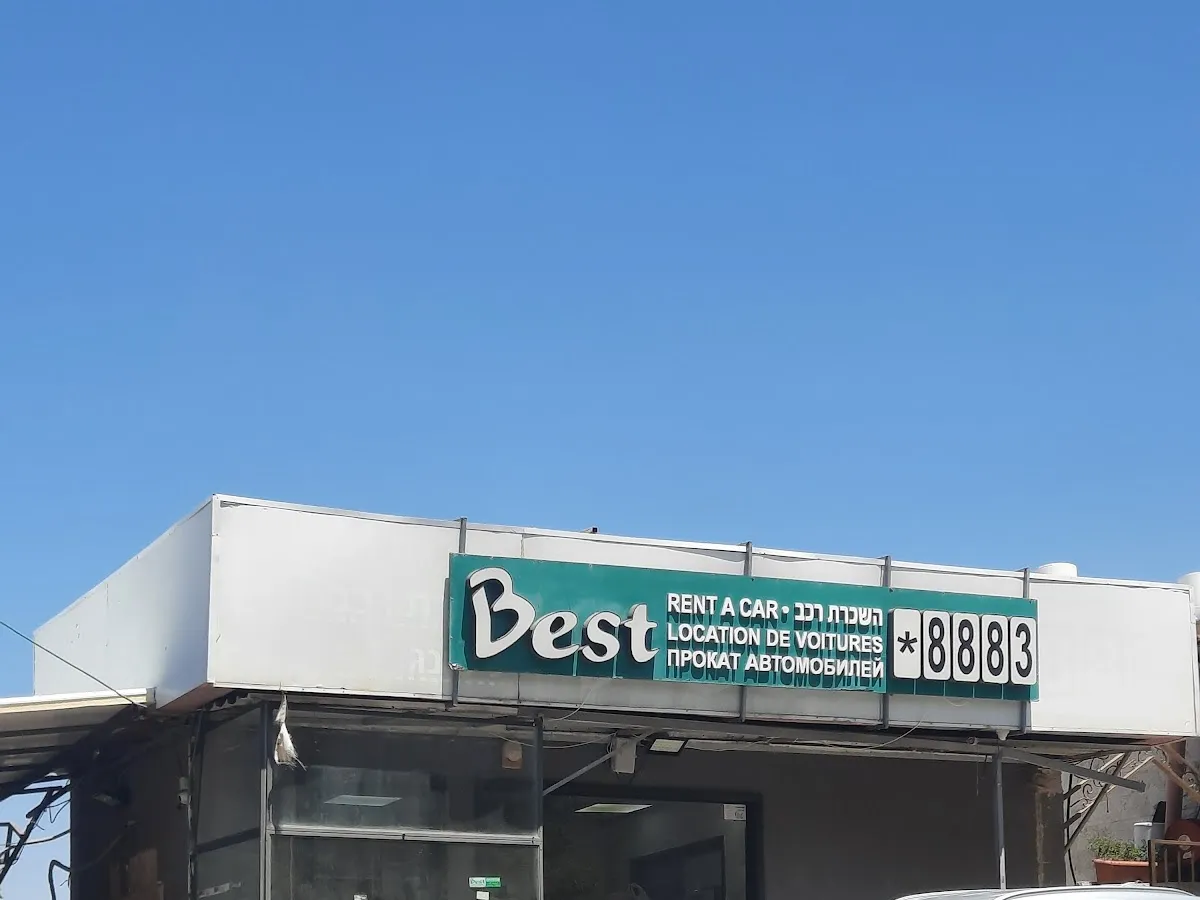 Best
RENT A CAR • השכרת רכב
LOCATION DE VOITURES
ПРОКАТ АВТОМОБИЛЕЙ
*8883